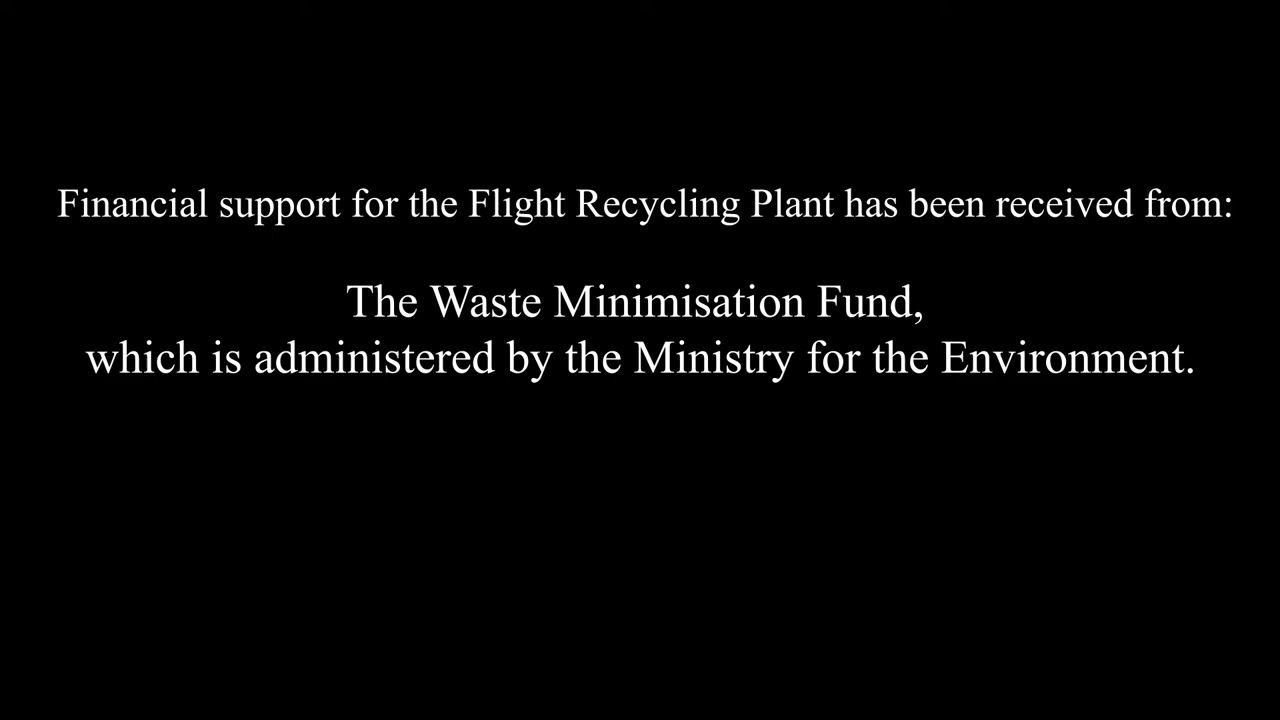 Financial support for the Flight Recycling Plant has been received from:
The Waste Minimisation Fund,
which is administered by the Ministry for the Environment.